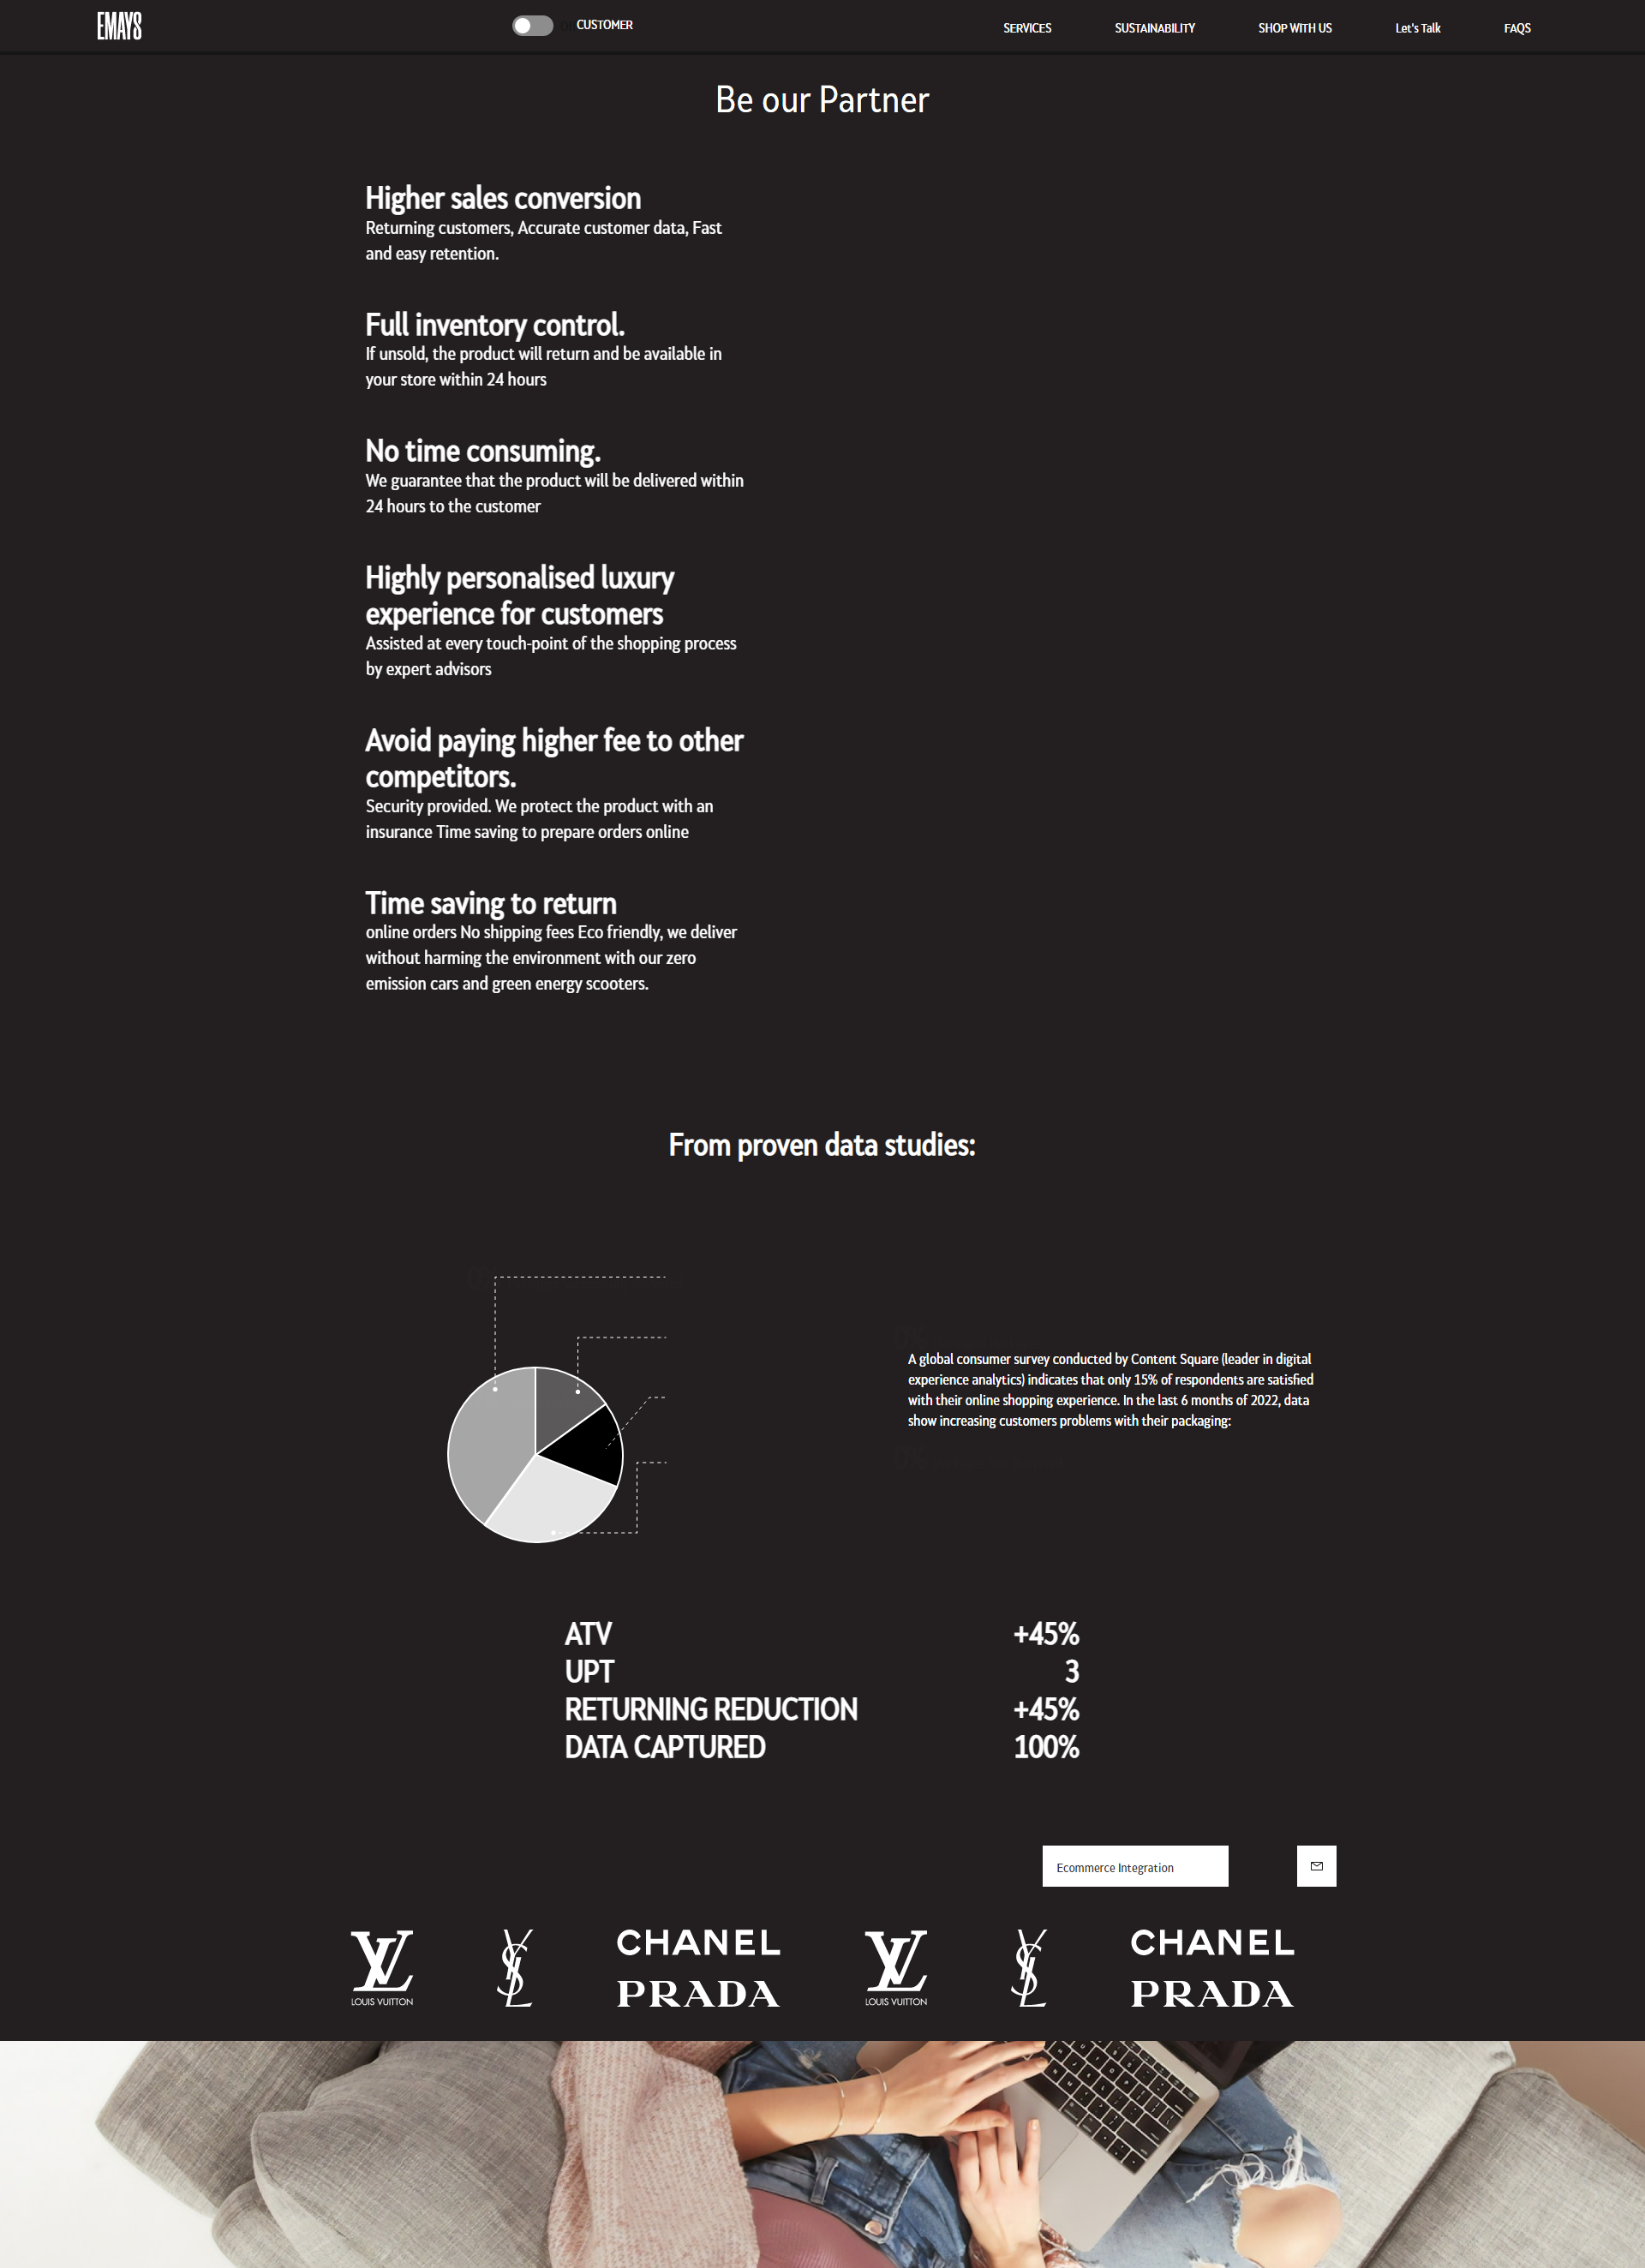 EMAYS
CUSTOMER
SERVICES
SUSTAINABILITY
SHOP WITH US
Let's Talk
FAQS
Be our Partner
Higher sales conversion
Returning customers, Accurate customer data, Fast
and easy retention.
Full inventory control.
If unsold, the product will return and be available in
your store within 24 hours
No time consuming.
We guarantee that the product will be delivered within
24 hours to the customer
Highly personalised luxury
experience for customers
Assisted at every touch-point of the shopping process
by expert advisors
Avoid paying higher fee to other
competitors.
Security provided. We protect the product with an
insurance Time saving to prepare orders online
Time saving to return
online orders No shipping fees Eco friendly, we deliver
without harming the environment with our zero
emission cars and green energy scooters.
From proven data studies:
A global consumer survey conducted by Content Square (leader in digital
experience analytics) indicates that only 15% of respondents are satisfied
with their online shopping experience. In the last 6 months of 2022, data
show increasing customers problems with their packaging:
ATV +45%
UPT 3
RETURNING REDUCTION +45%
DATA CAPTURED 100%
Ecommerce Integration
LV
LOUIS VUITTON
YSL
CHANEL
PRADA
LV
LOUIS VUITTON
YSL
CHANEL
PRADA